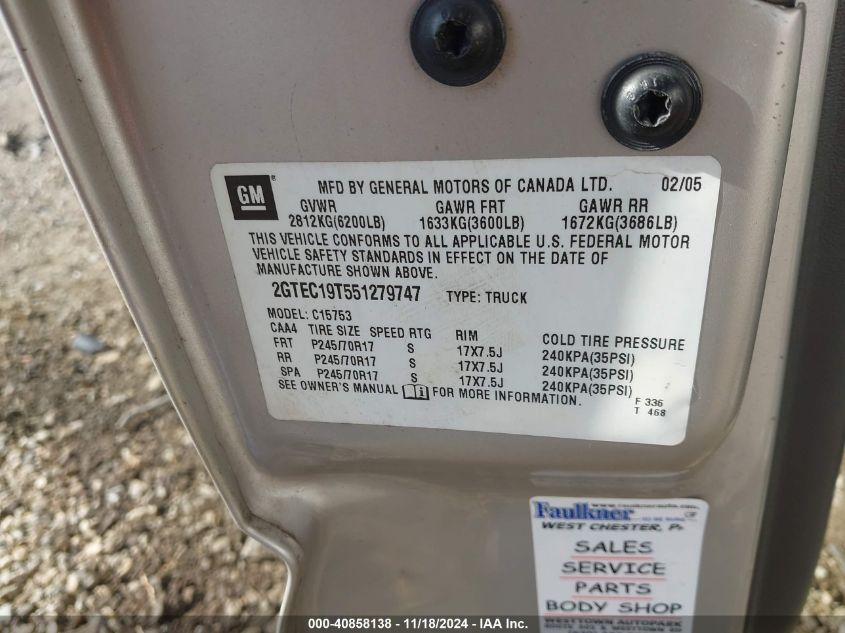 GM
MFD BY GENERAL MOTORS OF CANADA LTD. 02/05
GVWR GAWR FRT GAWR RR
2812KG(6200LB) 1633KG(3600LB) 1672KG(3686LB)
THIS VEHICLE CONFORMS TO ALL APPLICABLE U.S. FEDERAL MOTOR
VEHICLE SAFETY STANDARDS IN EFFECT ON THE DATE OF
MANUFACTURE SHOWN ABOVE.
2GTEC19T551279747 TYPE: TRUCK
MODEL: C15753
CAA4 TIRE SIZE SPEED RTG RIM COLD TIRE PRESSURE
FRT P245/70R17 S 17X7.5J 240KPA(35PSI)
RR P245/70R17 S 17X7.5J 240KPA(35PSI)
SPA P245/70R17 S 17X7.5J 240KPA(35PSI)
SEE OWNER'S MANUAL FOR MORE INFORMATION.
F 336
T 468
www.faulknerauto.com
Faulkner
WEST CHESTER, Pa
SALES
SERVICE
PARTS
BODY SHOP
WESTTOWN AUTOPARK
000-40858138 - 11/18/2024 - IAA Inc.